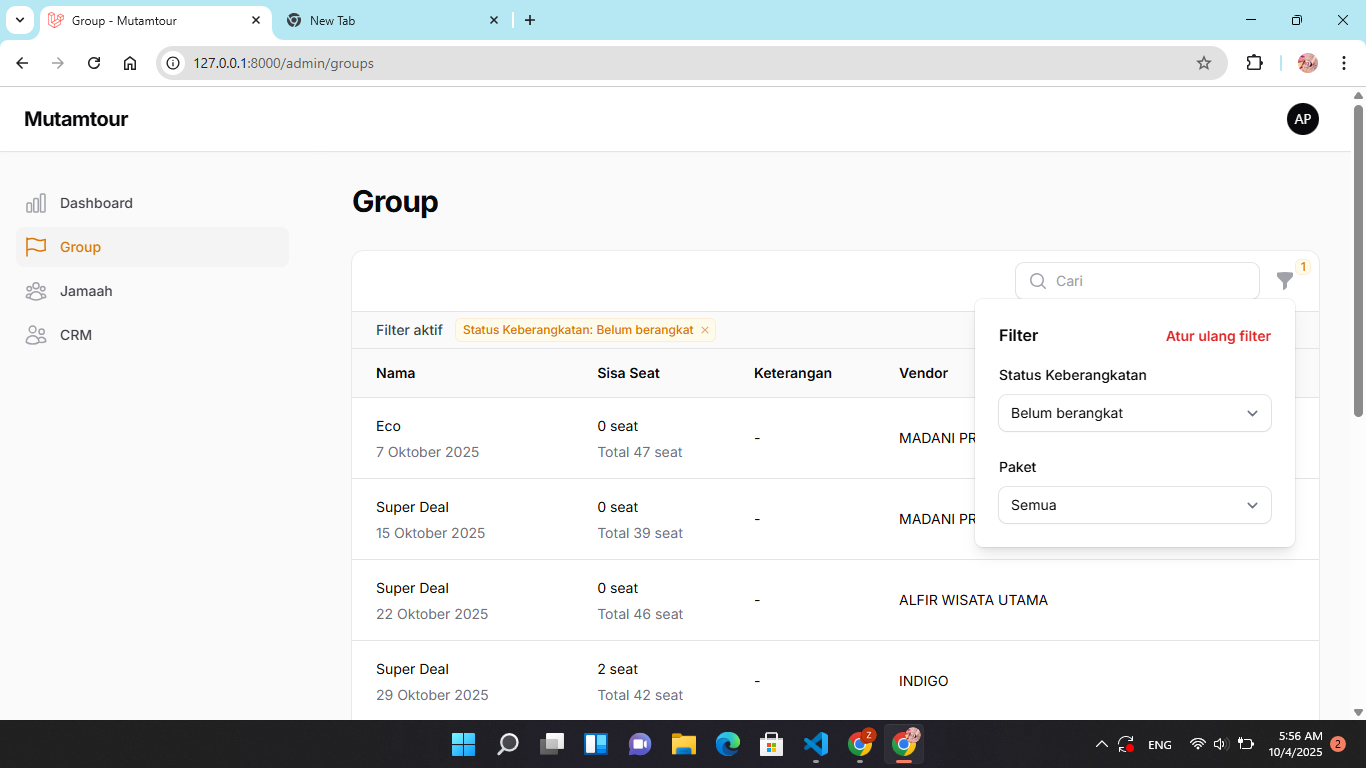 Group - Mutamtour
New Tab
127.0.0.1:8000/admin/groups
Mutamtour
AP
Dashboard
Group
Jamaah
CRM
Group
Cari
1
Filter aktif
Status Keberangkatan: Belum berangkat
Filter
Atur ulang filter
Status Keberangkatan
Belum berangkat
Paket
Semua
Nama Sisa Seat Keterangan Vendor
Eco 0 seat - MADANI PR
7 Oktober 2025 Total 47 seat
Super Deal 0 seat - MADANI PR
15 Oktober 2025 Total 39 seat
Super Deal 0 seat - ALFIR WISATA UTAMA
22 Oktober 2025 Total 46 seat
Super Deal 2 seat - INDIGO
29 Oktober 2025 Total 42 seat
Z
ENG
5:56 AM
10/4/2025
2